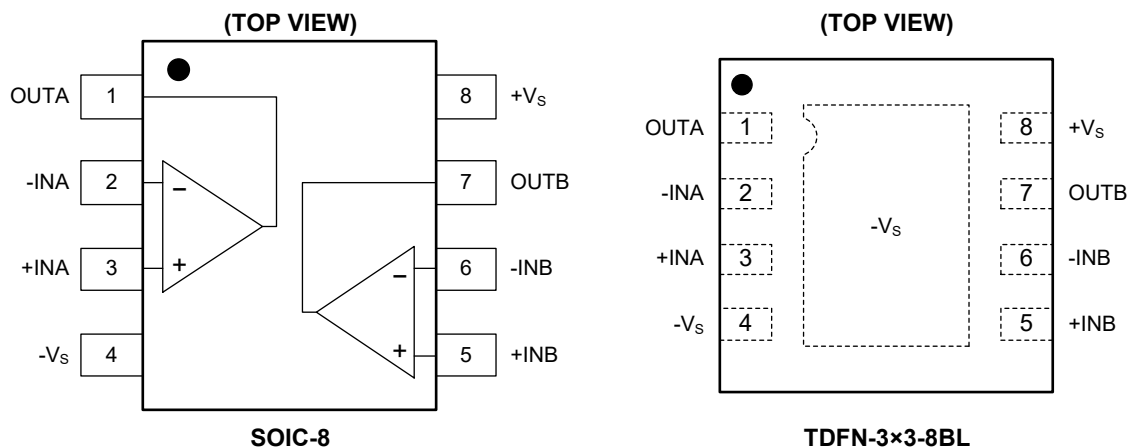 (TOP VIEW)
OUTA 1 8 +VS
-INA 2 − 7 OUTB
+INA 3 + − 6 -INB
-VS 4 + 5 +INB
SOIC-8
(TOP VIEW)
OUTA 1 8 +VS
-INA 2 7 OUTB
-VS
+INA 3 6 -INB
-VS 4 5 +INB
TDFN-3×3-8BL